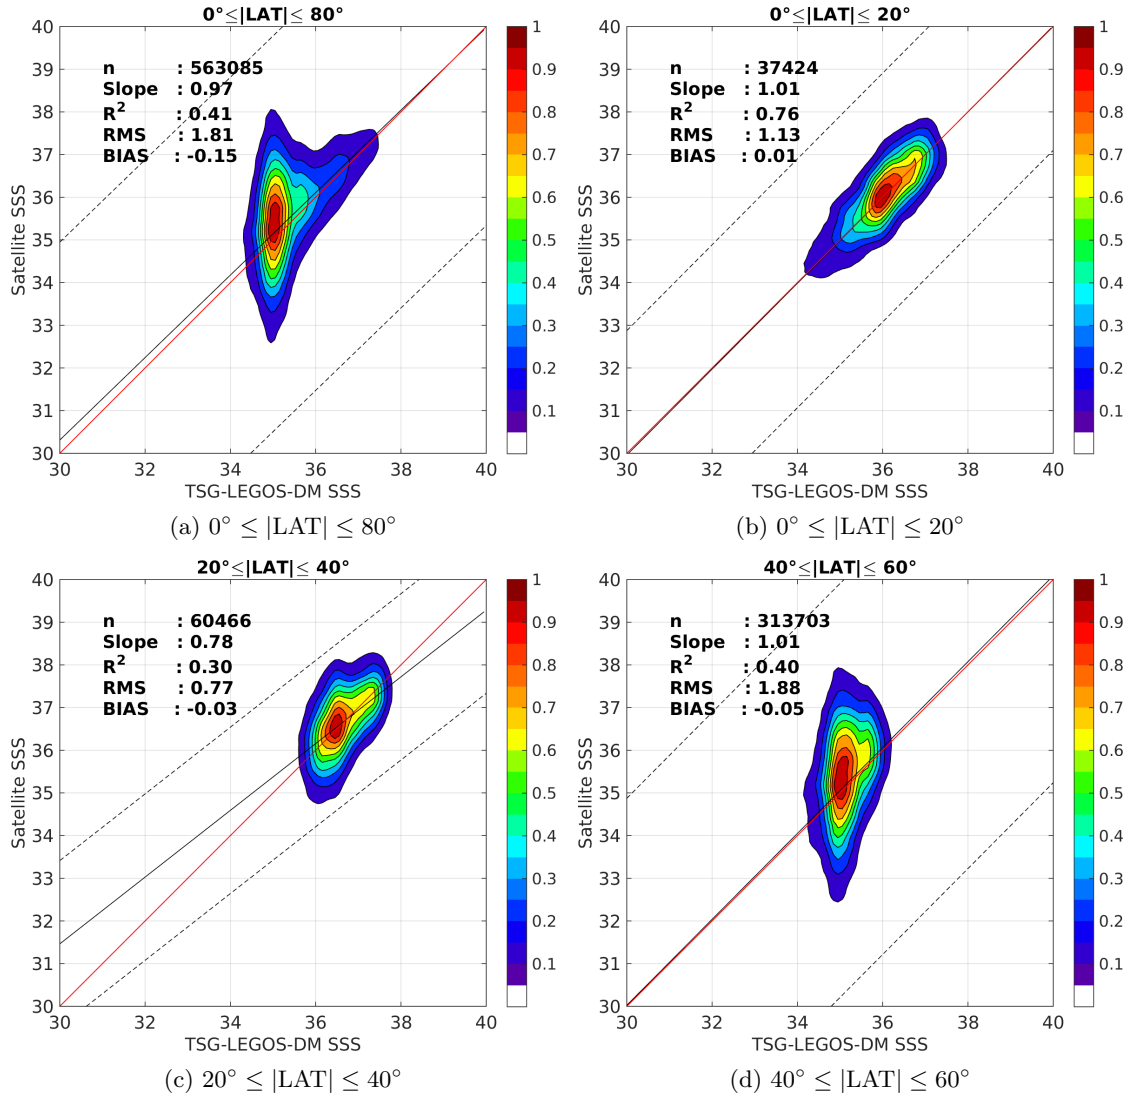 0°≤|LAT|≤ 80°
n : 563085
Slope : 0.97
R² : 0.41
RMS : 1.81
BIAS : -0.15
Satellite SSS
40
39
38
37
36
35
34
33
32
31
30
30 32 34 36 38 40
TSG-LEGOS-DM SSS
1
0.9
0.8
0.7
0.6
0.5
0.4
0.3
0.2
0.1
(a) 0° ≤ |LAT| ≤ 80°
0°≤|LAT|≤ 20°
n : 37424
Slope : 1.01
R² : 0.76
RMS : 1.13
BIAS : 0.01
Satellite SSS
40
39
38
37
36
35
34
33
32
31
30
30 32 34 36 38 40
TSG-LEGOS-DM SSS
1
0.9
0.8
0.7
0.6
0.5
0.4
0.3
0.2
0.1
(b) 0° ≤ |LAT| ≤ 20°
20°≤|LAT|≤ 40°
n : 60466
Slope : 0.78
R² : 0.30
RMS : 0.77
BIAS : -0.03
Satellite SSS
40
39
38
37
36
35
34
33
32
31
30
30 32 34 36 38 40
TSG-LEGOS-DM SSS
1
0.9
0.8
0.7
0.6
0.5
0.4
0.3
0.2
0.1
(c) 20° ≤ |LAT| ≤ 40°
40°≤|LAT|≤ 60°
n : 313703
Slope : 1.01
R² : 0.40
RMS : 1.88
BIAS : -0.05
Satellite SSS
40
39
38
37
36
35
34
33
32
31
30
30 32 34 36 38 40
TSG-LEGOS-DM SSS
1
0.9
0.8
0.7
0.6
0.5
0.4
0.3
0.2
0.1
(d) 40° ≤ |LAT| ≤ 60°